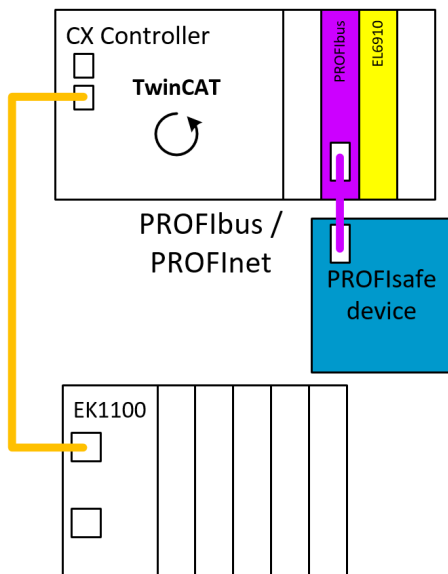 CX Controller
TwinCAT
PROFIbus
EL6910
PROFIbus /
PROFInet
PROFIsafe
device
EK1100